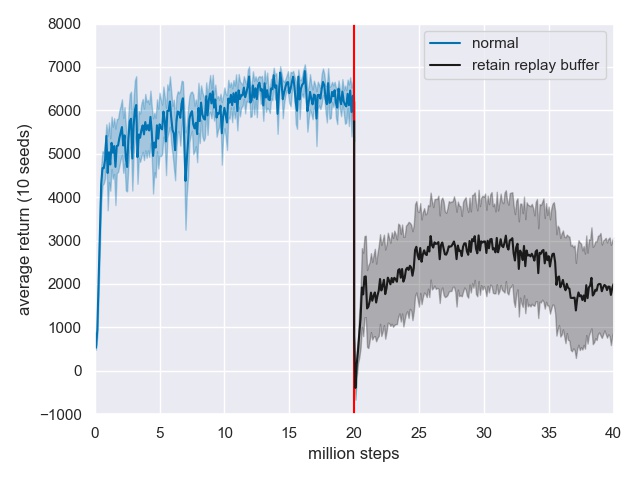 8000
7000
6000
5000
4000
3000
2000
1000
0
−1000
average return (10 seeds)
normal
retain replay buffer
0 5 10 15 20 25 30 35 40
million steps